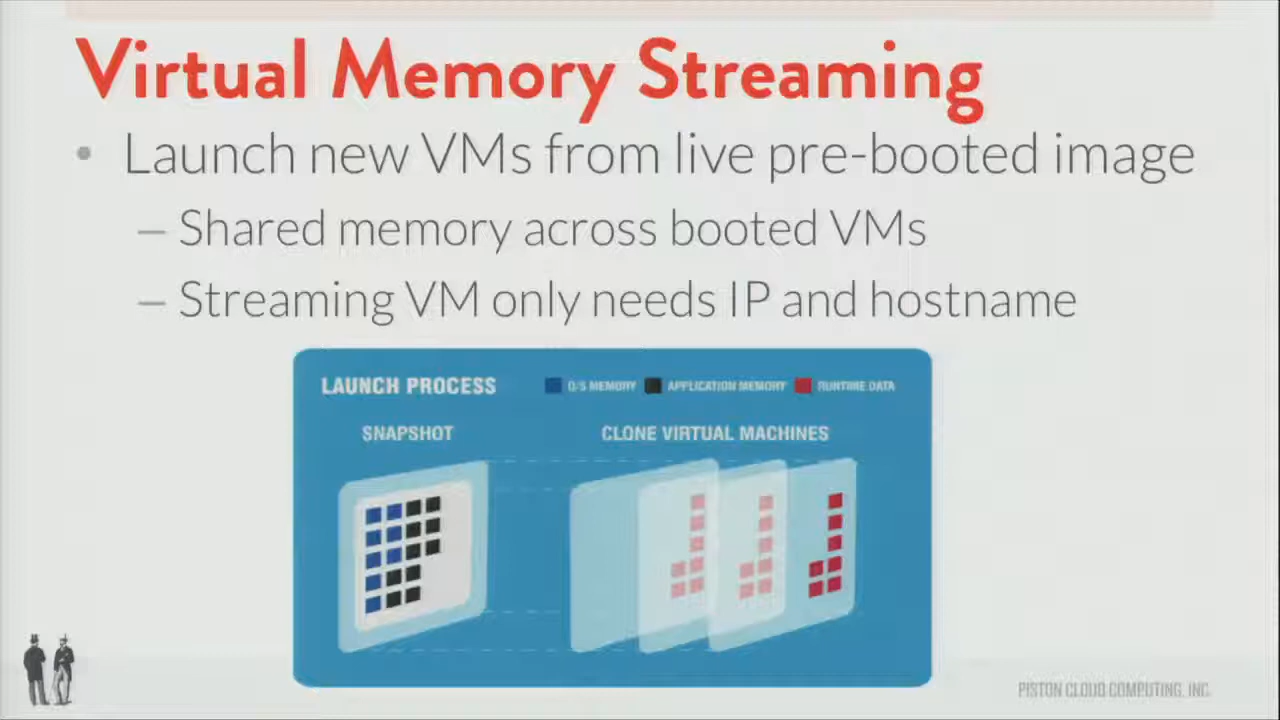 Virtual Memory Streaming
• Launch new VMs from live pre-booted image
– Shared memory across booted VMs
– Streaming VM only needs IP and hostname
LAUNCH PROCESS
O/S MEMORY
APPLICATION MEMORY
RUNTIME DATA
SNAPSHOT
CLONE VIRTUAL MACHINES
PISTON CLOUD COMPUTING, INC.